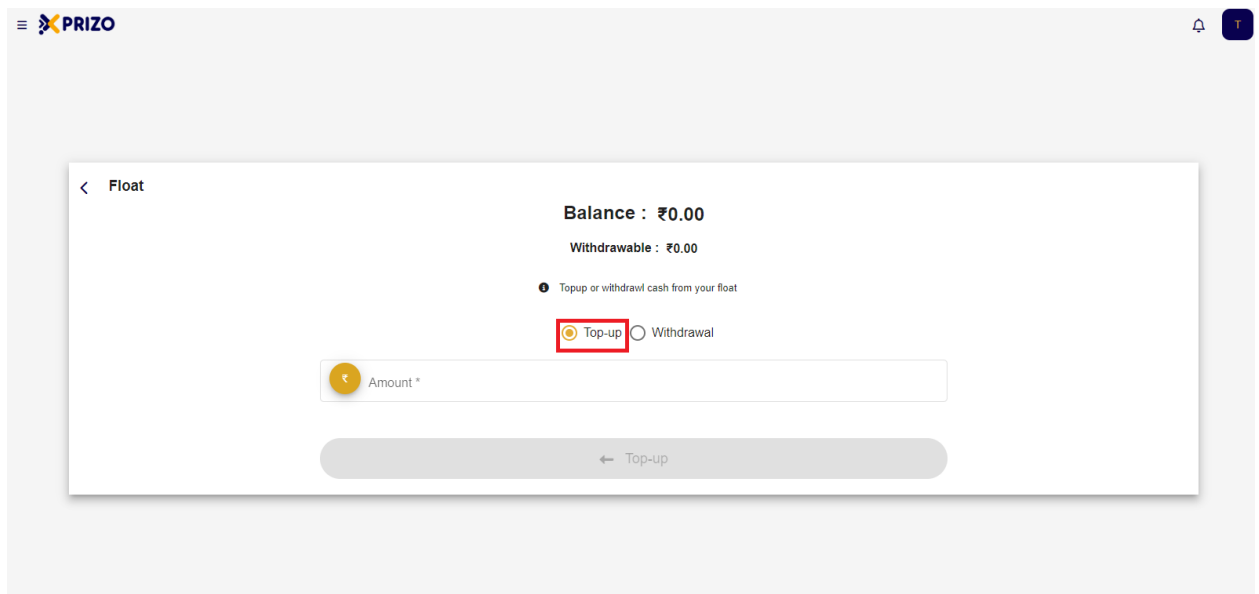 PRIZO
T
Float
Balance : ₹0.00
Withdrawable : ₹0.00
Topup or withdrawl cash from your float
Top-up Withdrawal
₹ Amount *
Top-up